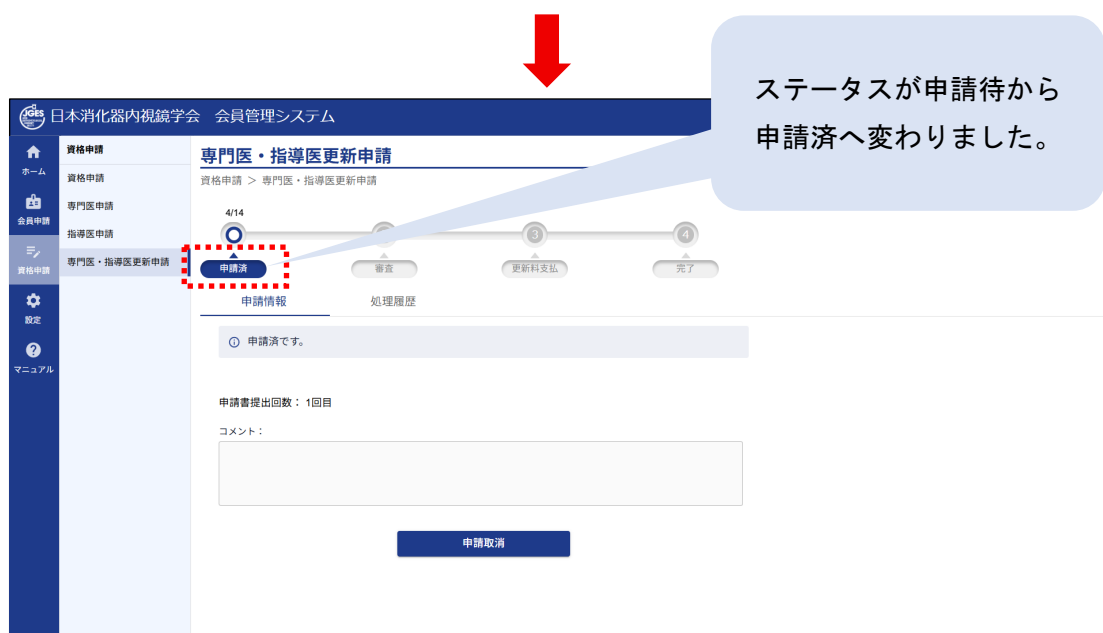 ステータスが申請待から
申請済へ変わりました。
JGES
日本消化器内視鏡学会 会員管理システム
ホーム
会員申請
資格申請
設定
マニュアル
資格申請
資格申請
専門医申請
指導医申請
専門医・指導医更新申請
専門医・指導医更新申請
資格申請 > 専門医・指導医更新申請
4/14
3
4
申請済
審査
更新料支払
完了
申請情報
処理履歴
申請済です。
申請書提出回数: 1回目
コメント:
申請取消